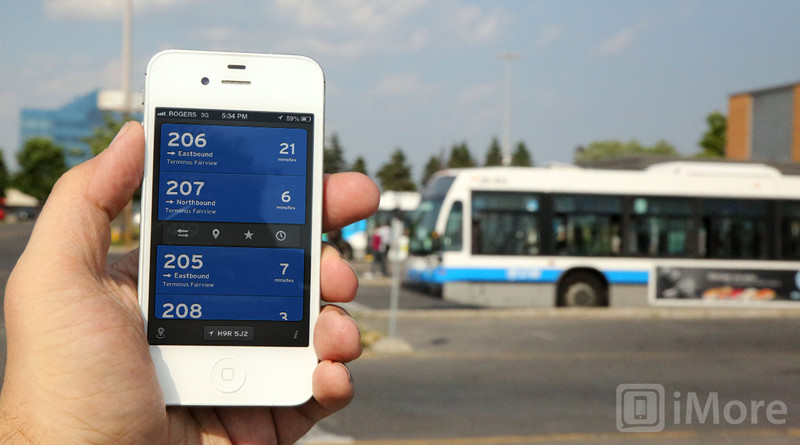 ROGERS 3G 5:34 PM 59%
206
Eastbound
Terminus Fairview
21
minutes
207
Northbound
Terminus Fairview
6
minutes
205
Eastbound
Terminus Fairview
7
minutes
208
3
H9R 5J2
i
iMore